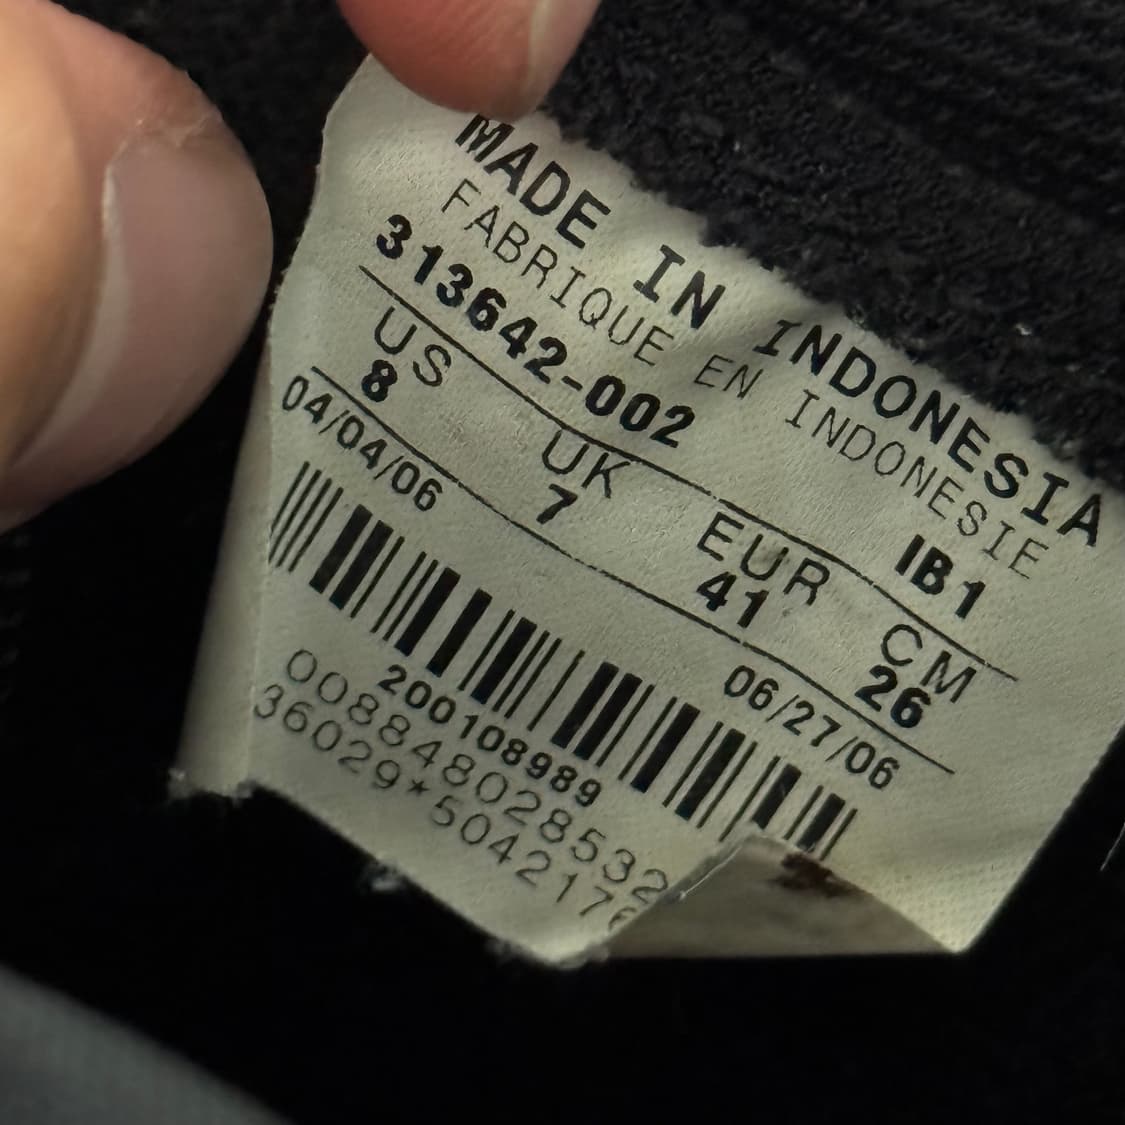 MADE IN INDONESIA
FABRIQUE EN INDONESIE
313642-002 IB1
US UK EUR CM
8 7 41 26
04/04/06 06/27/06
200108989
008848028532
36029*504217